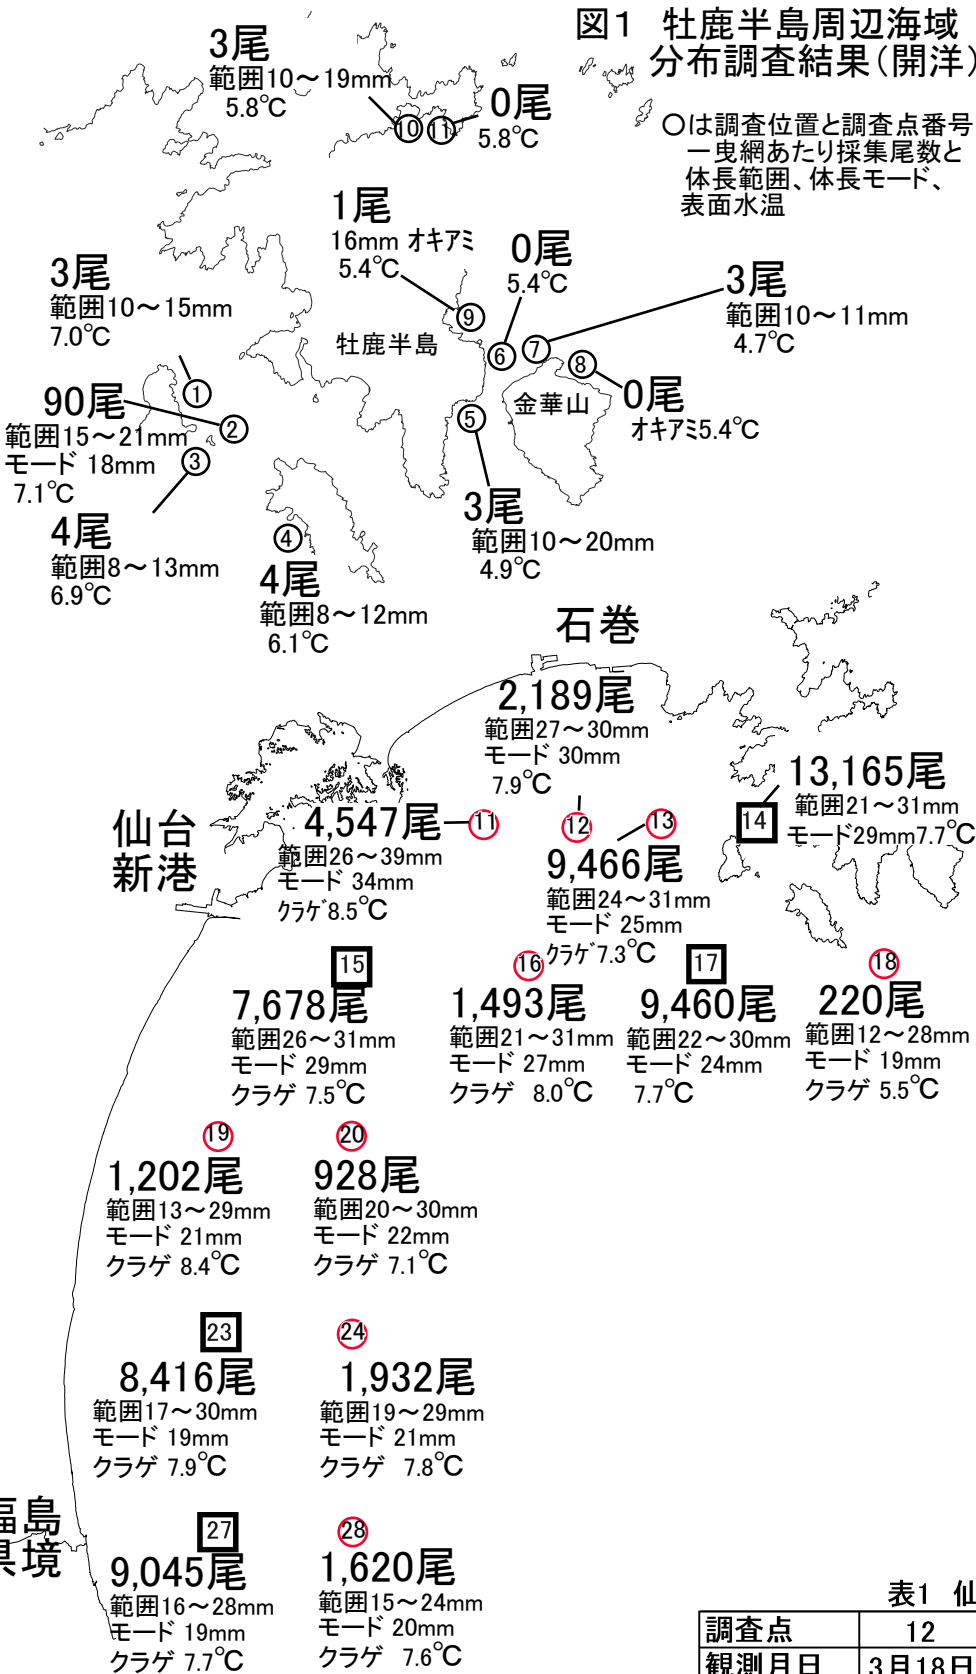 図1 牡鹿半島周辺海域
分布調査結果（開洋）
○は調査位置と調査点番号
一曳網あたり採集尾数と
体長範囲、体長モード、
表面水温
3尾
範囲10～19mm
5.8℃
⑩
⑪
0尾
5.8℃
1尾
16mm オキアミ
5.4℃
⑨
0尾
5.4℃
⑥
⑦
3尾
範囲10～11mm
4.7℃
⑧
0尾
オキアミ5.4℃
牡鹿半島
金華山
3尾
範囲10～15mm
7.0℃
①
90尾
範囲15～21mm
モード 18mm
7.1℃
②
③
4尾
範囲8～13mm
6.9℃
④
4尾
範囲8～12mm
6.1℃
⑤
3尾
範囲10～20mm
4.9℃
石巻
2,189尾
範囲27～30mm
モード 30mm
7.9℃
12
仙台
新港
4,547尾
範囲26～39mm
モード 34mm
クラゲ8.5℃
11
13
9,466尾
範囲24～31mm
モード 25mm
クラゲ7.3℃
14
13,165尾
範囲21～31mm
モード29mm7.7℃
15
7,678尾
範囲26～31mm
モード 29mm
クラゲ 7.5℃
16
1,493尾
範囲21～31mm
モード 27mm
クラゲ 8.0℃
17
9,460尾
範囲22～30mm
モード 24mm
7.7℃
18
220尾
範囲12～28mm
モード 19mm
クラゲ 5.5℃
19
1,202尾
範囲13～29mm
モード 21mm
クラゲ 8.4℃
20
928尾
範囲20～30mm
モード 22mm
クラゲ 7.1℃
23
8,416尾
範囲17～30mm
モード 19mm
クラゲ 7.9℃
24
1,932尾
範囲19～29mm
モード 21mm
クラゲ 7.8℃
福島
県境
27
9,045尾
範囲16～28mm
モード 19mm
クラゲ 7.7℃
28
1,620尾
範囲15～24mm
モード 20mm
クラゲ 7.6℃
表1 仙
調査点 12
観測月日 3月18日